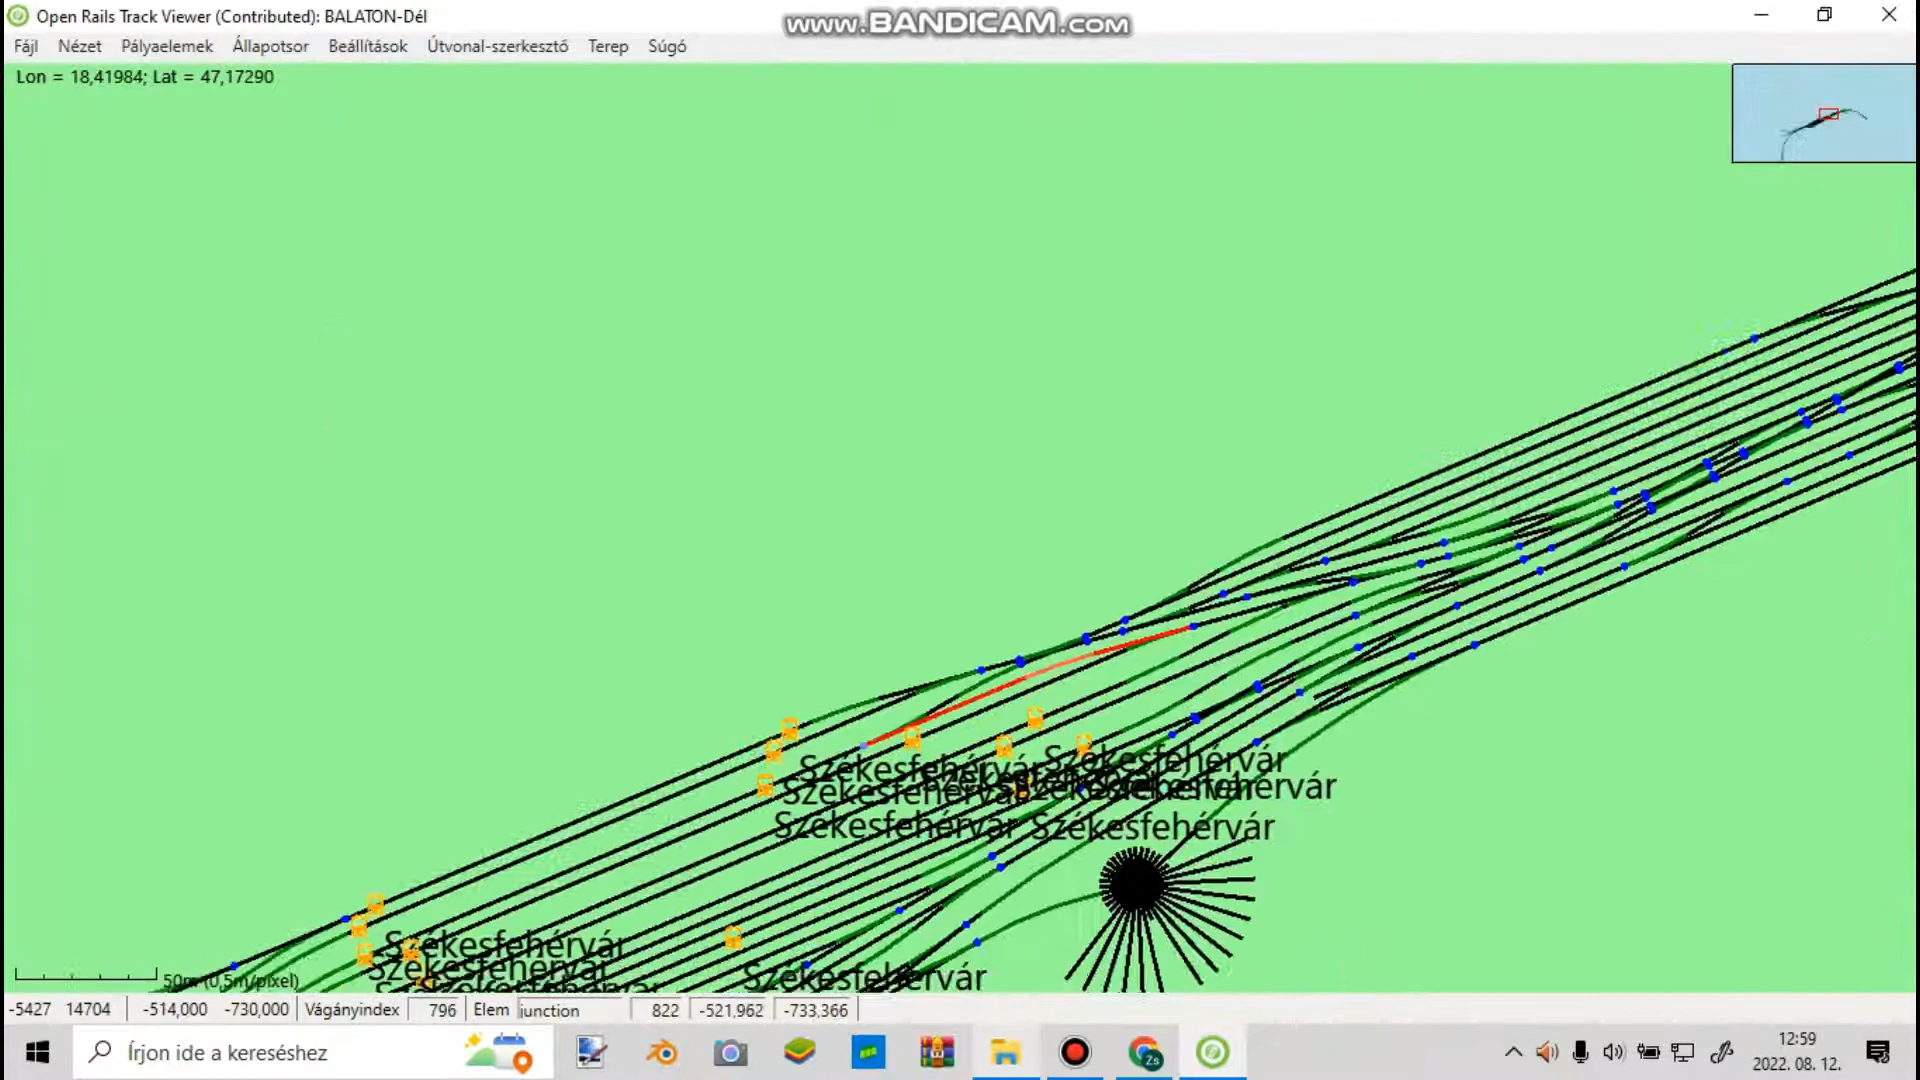 Open Rails Track Viewer (Contributed): BALATON-Dél
www.BANDICAM.com
Fájl Nézet Pályaelemek Állapotsor Beállítások Útvonal-szerkesztő Terep Súgó
Lon = 18,41984; Lat = 47,17290
Székesfehérvár
Székesfehérvár
Székesfehérvár
Székesfehérvár
Székesfehérvár
Székesfehérvár
Székesfehérvár
Székesfehérvár
Székesfehérvár
Székesfehérvár
50m (0,5m/pixel)
-5427 14704 -514,000 -730,000 Vágányindex 796 Elem junction 822 -521,962 -733,366
Írjon ide a kereséshez
Zs
12:59
2022. 08. 12.